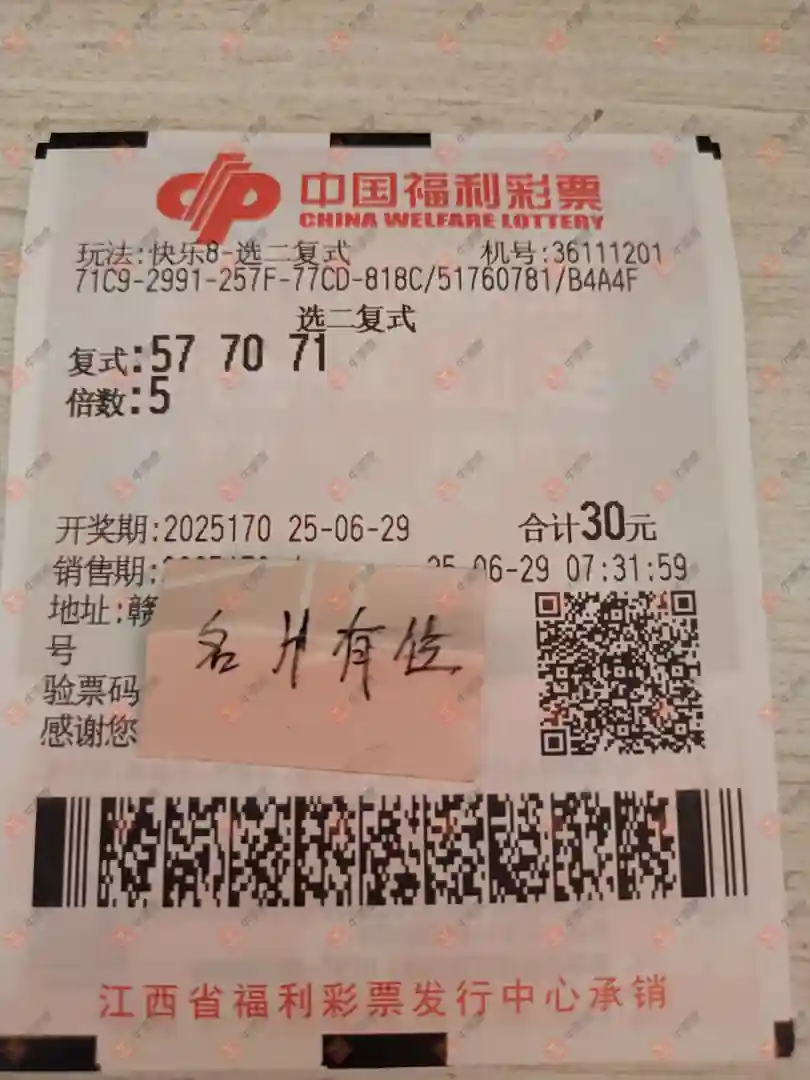 中国福利彩票
CHINA WELFARE LOTTERY
玩法:快乐8-选二复式 机号:36111201
71C9-2991-257F-77CD-818C/51760781/B4A4F
选二复式
复式:57 70 71
倍数:5
开奖期:2025170 25-06-29 合计30元
销售期: 25-06-29 07:31:59
地址:赣
号
名片有位
验票码
感谢您
江西省福利彩票发行中心承销